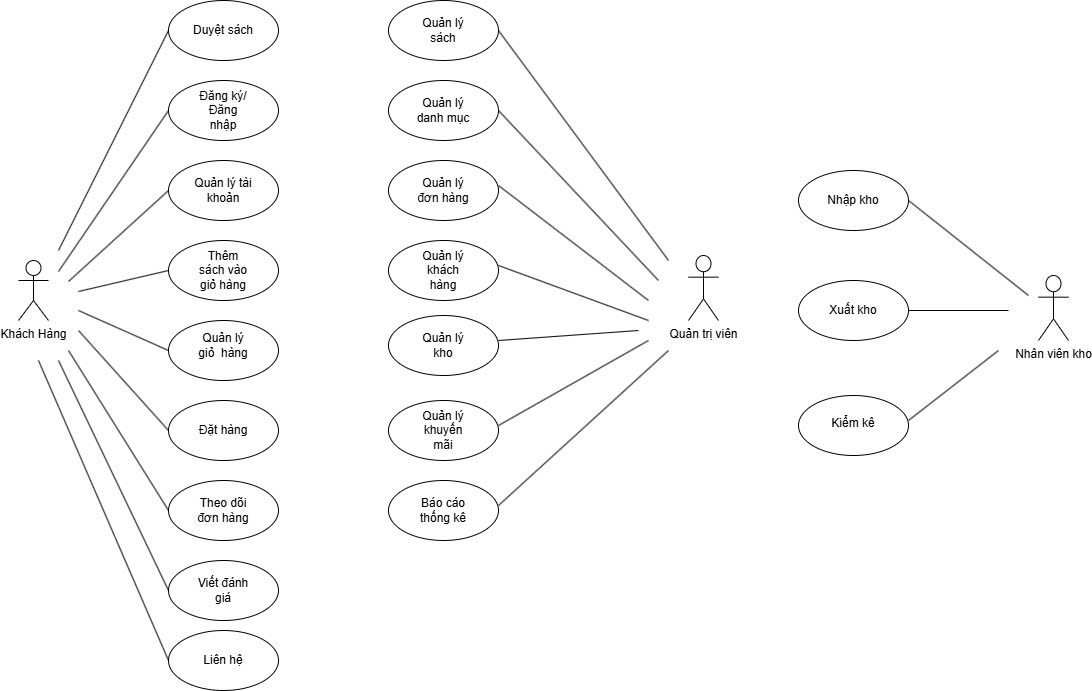 Duyệt sách
Đăng ký/
Đăng
nhập
Quản lý tài
khoản
Thêm
sách vào
giỏ hàng
Khách Hàng
Quản lý
giỏ hàng
Đặt hàng
Theo dõi
đơn hàng
Viết đánh
giá
Liên hệ
Quản lý
sách
Quản lý
danh mục
Quản lý
đơn hàng
Quản lý
khách
hàng
Quản lý
kho
Quản lý
khuyến
mãi
Báo cáo
thống kê
Quản trị viên
Nhập kho
Xuất kho
Kiểm kê
Nhân viên kho